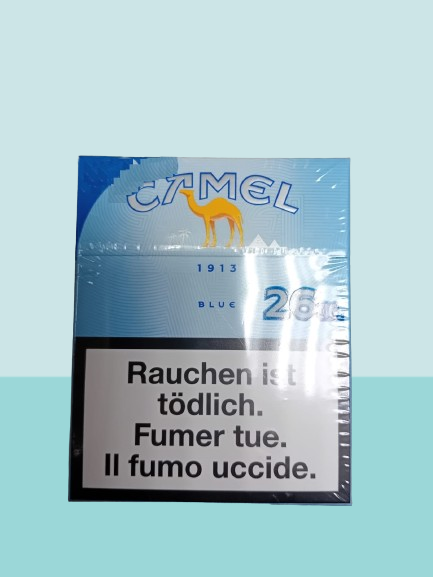 CAMEL
1913
BLUE
26
Rauchen ist
tödlich.
Fumer tue.
Il fumo uccide.